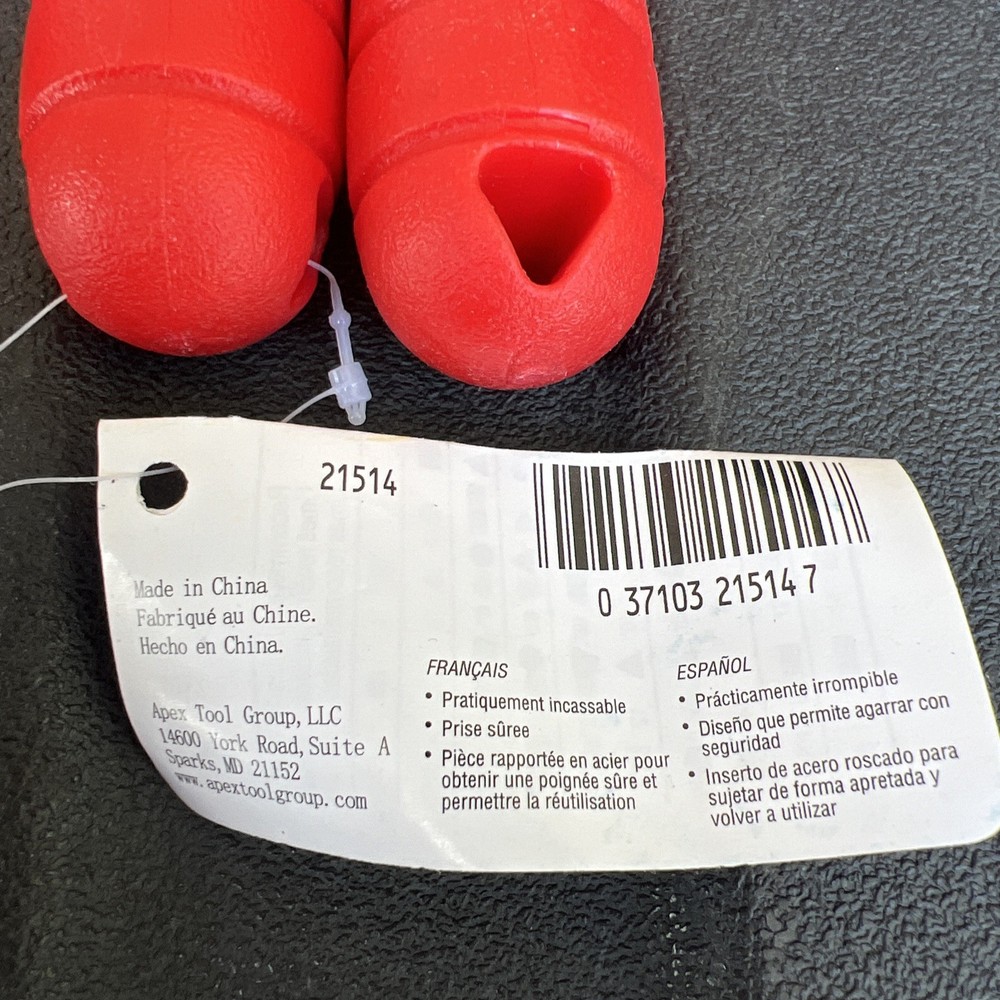 21514
0 37103 21514 7
Made in China
Fabriqué au Chine.
Hecho en China.
Apex Tool Group, LLC
14600 York Road, Suite A
Sparks, MD 21152
www.apextoolgroup.com
FRANÇAIS
• Pratiquement incassable
• Prise sûree
• Pièce rapportée en acier pour
obtenir une poignée sûre et
permettre la réutilisation
ESPAÑOL
• Prácticamente irrompible
• Diseño que permite agarrar con
seguridad
• Inserto de acero roscado para
sujetar de forma apretada y
volver a utilizar